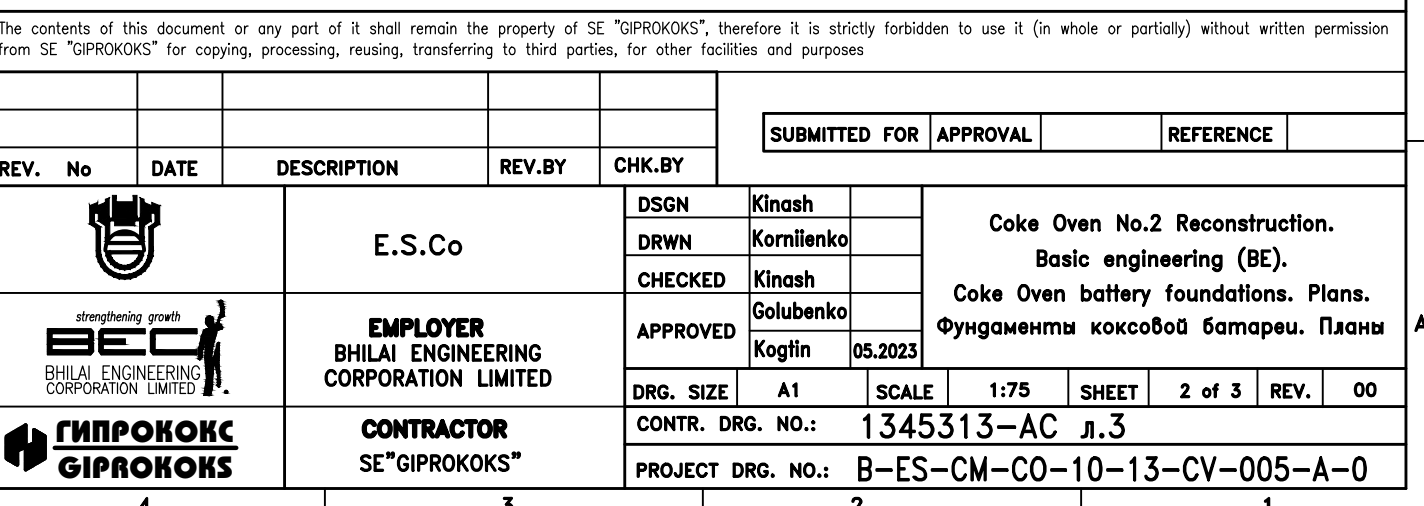 The contents of this document or any part of it shall remain the property of SE "GIPROKOKS", therefore it is strictly forbidden to use it (in whole or partially) without written permission
from SE "GIPROKOKS" for copying, processing, reusing, transferring to third parties, for other facilities and purposes
SUBMITTED FOR APPROVAL REFERENCE
REV. No DATE DESCRIPTION REV.BY CHK.BY
E.S.Co
DSGN Kinash
DRWN Korniienko
CHECKED Kinash
APPROVED Golubenko
Kogtin 05.2023
Coke Oven No.2 Reconstruction.
Basic engineering (BE).
Coke Oven battery foundations. Plans.
Фундаменты коксовой батареи. Планы
A
strengthening growth
BEC
BHILAI ENGINEERING
CORPORATION LIMITED
EMPLOYER
BHILAI ENGINEERING
CORPORATION LIMITED
DRG. SIZE A1 SCALE 1:75 SHEET 2 of 3 REV. 00
ГИПРОКОКС
GIPROKOKS
CONTRACTOR
SE"GIPROKOKS"
CONTR. DRG. NO.: 1345313-АС л.3
PROJECT DRG. NO.: B-ES-CM-CO-10-13-CV-005-A-0
4 3 2 1